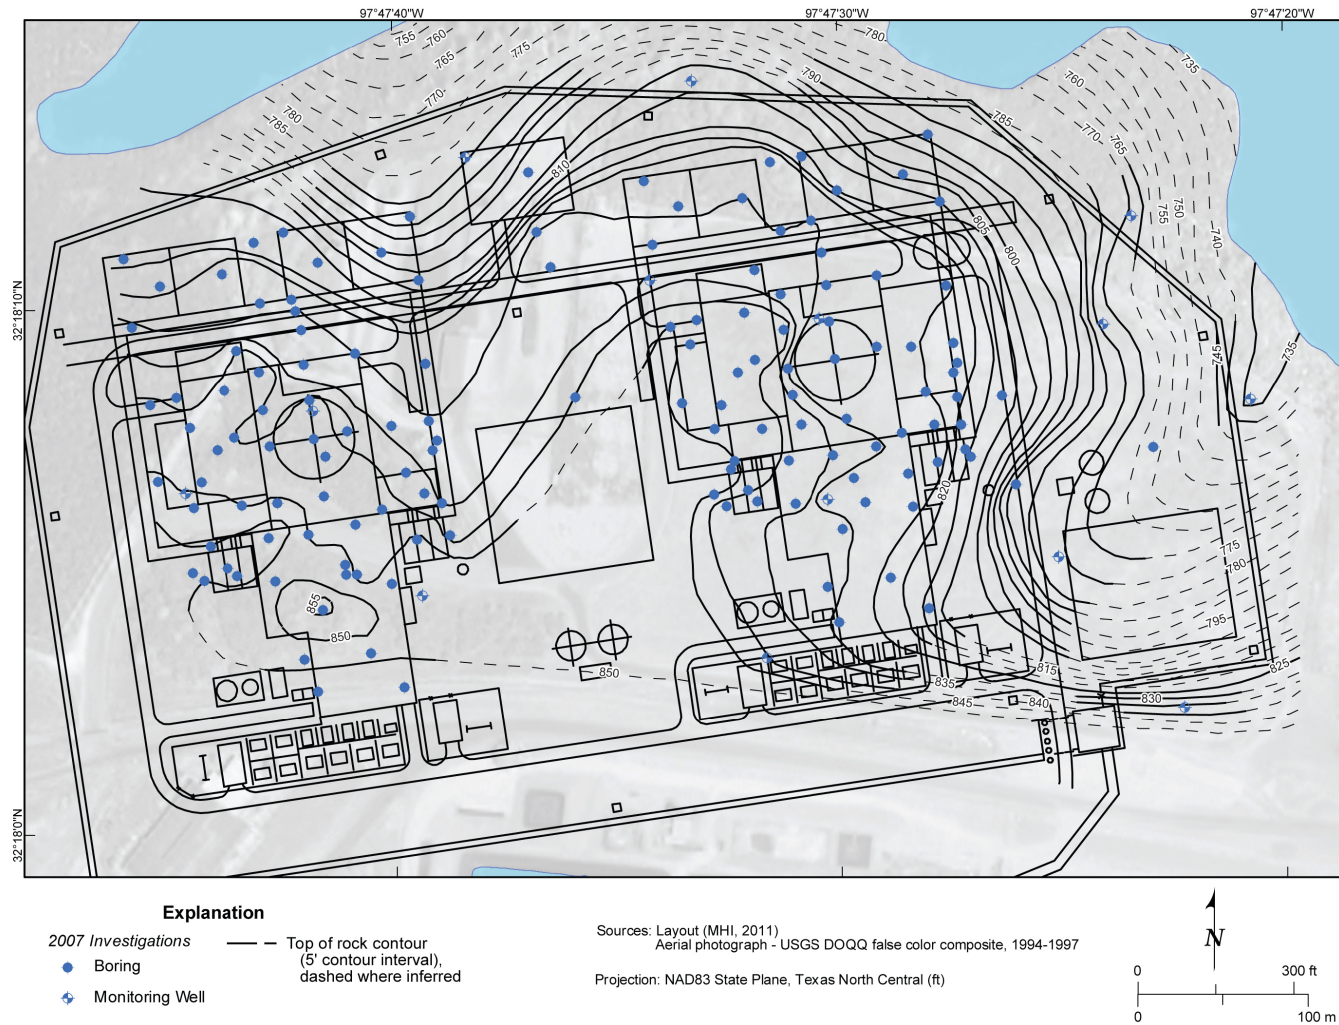 97°47'40"W
97°47'30"W
97°47'20"W
755
760
765
775
770
780
785
780
790
785
760
735
770
765
810
755
750
740
805
800
32°18'10"N
745
735
820
775
780
795
855
850
850
815
825
835
845
840
830
32°18'0"N
Explanation
2007 Investigations
Boring
Monitoring Well
Top of rock contour
(5' contour interval),
dashed where inferred
Sources: Layout (MHI, 2011)
Aerial photograph - USGS DOQQ false color composite, 1994-1997
Projection: NAD83 State Plane, Texas North Central (ft)
N
0 300 ft
0 100 m